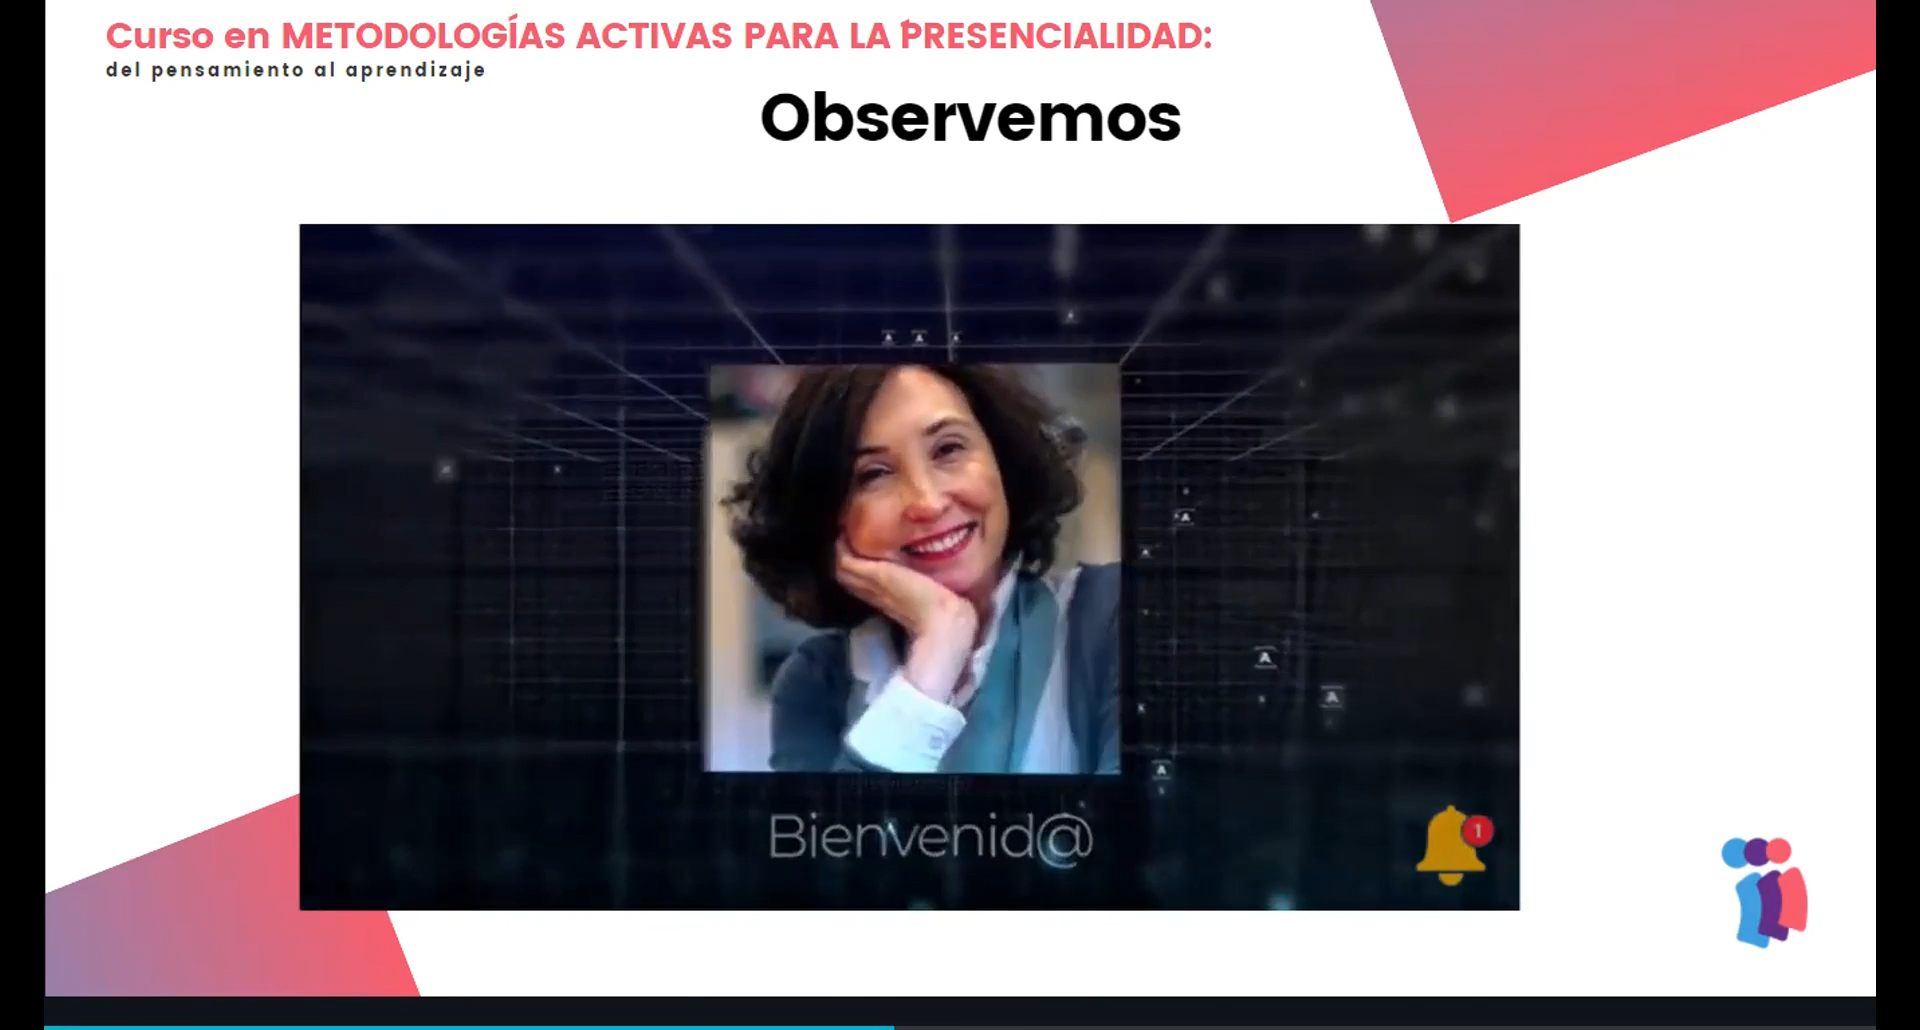 Curso en METODOLOGÍAS ACTIVAS PARA LA PRESENCIALIDAD:
del pensamiento al aprendizaje
Observemos
A A A
A
A
A
A
Bienvenid@
1